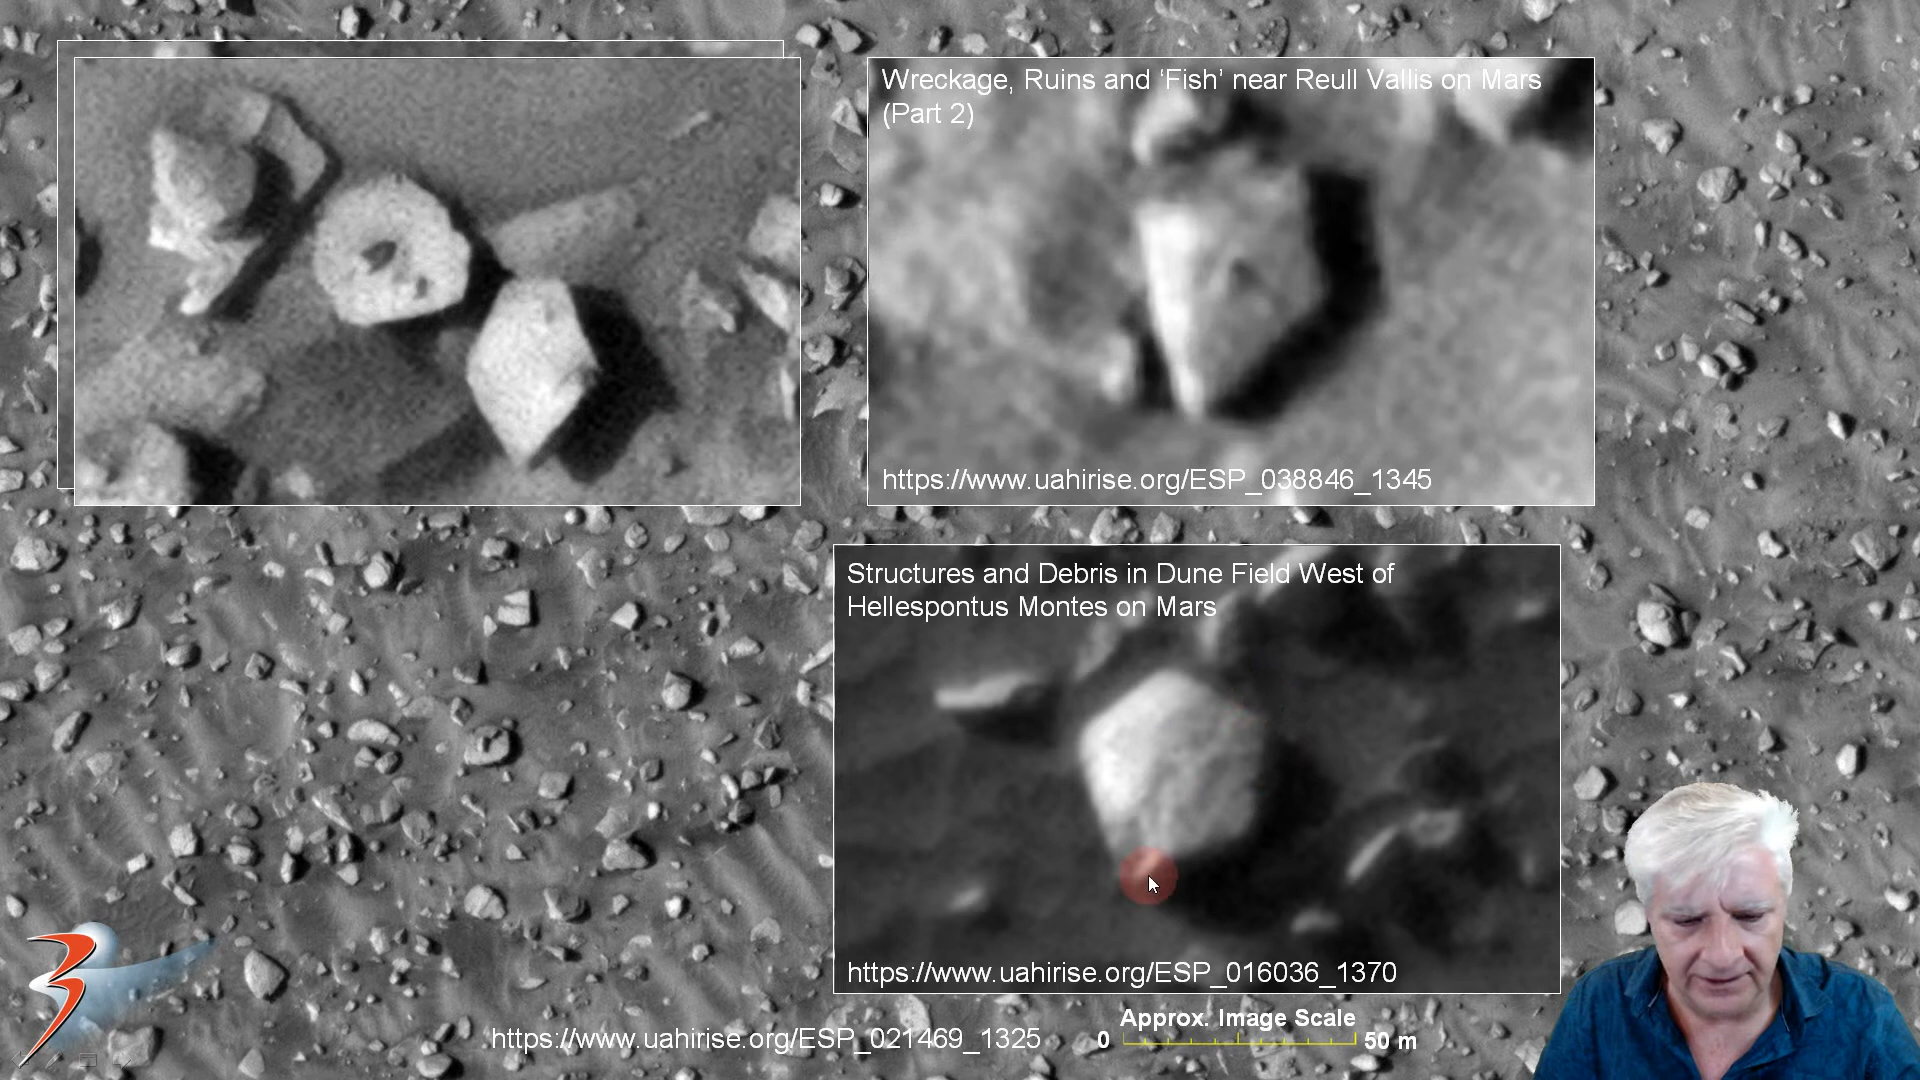 Wreckage, Ruins and ‘Fish’ near Reull Vallis on Mars
(Part 2)
https://www.uahirise.org/ESP_038846_1345
Structures and Debris in Dune Field West of
Hellespontus Montes on Mars
https://www.uahirise.org/ESP_016036_1370
https://www.uahirise.org/ESP_021469_1325
Approx. Image Scale
0 50 m